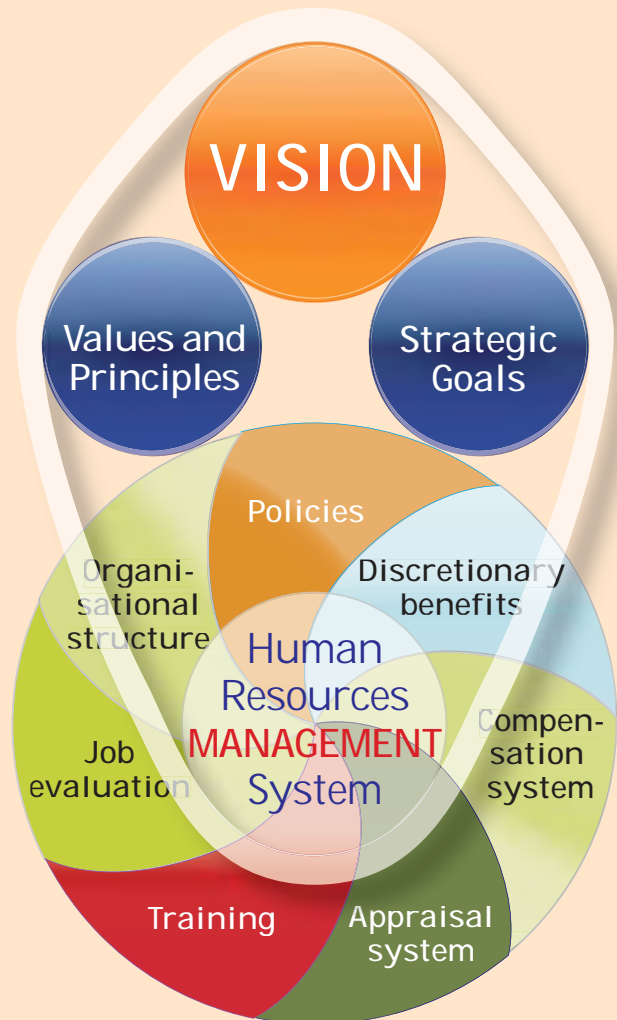 VISION
Values and
Principles
Strategic
Goals
Policies
Organi-
sational
structure
Discretionary
benefits
Human
Resources
MANAGEMENT
System
Compen-
sation
system
Job
evaluation
Training
Appraisal
system